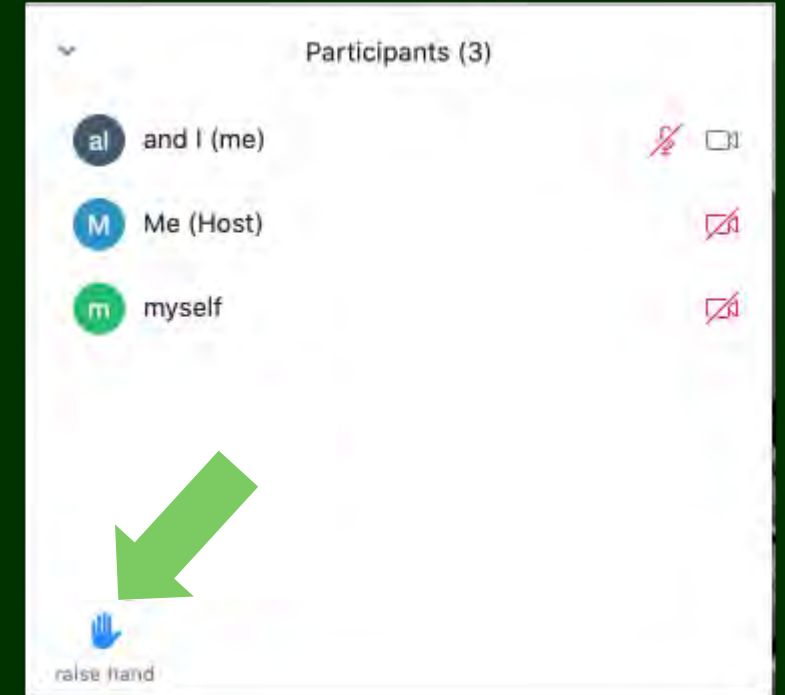 Participants (3)
al and I (me)
M Me (Host)
m myself
raise hand